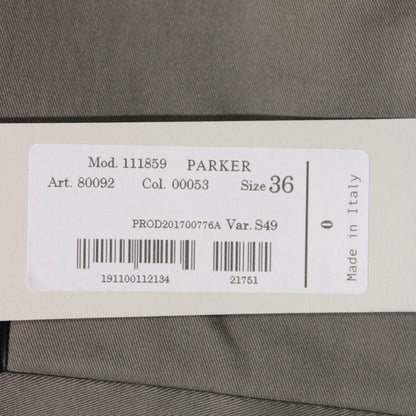 Mod. 111859 PARKER
Art. 80092 Col. 00053 Size 36
PROD201700776A Var. S49
191100112134 21751
0
Made in Italy